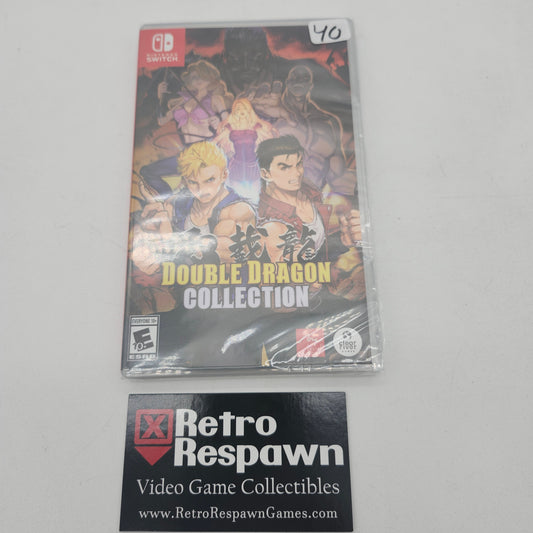 NINTENDO
SWITCH
40
双截龍
DOUBLE DRAGON
COLLECTION
EVERYONE 10+
E
10+
ESRB
Retro
Respawn
Video Game Collectibles
www.RetroRespawnGames.com